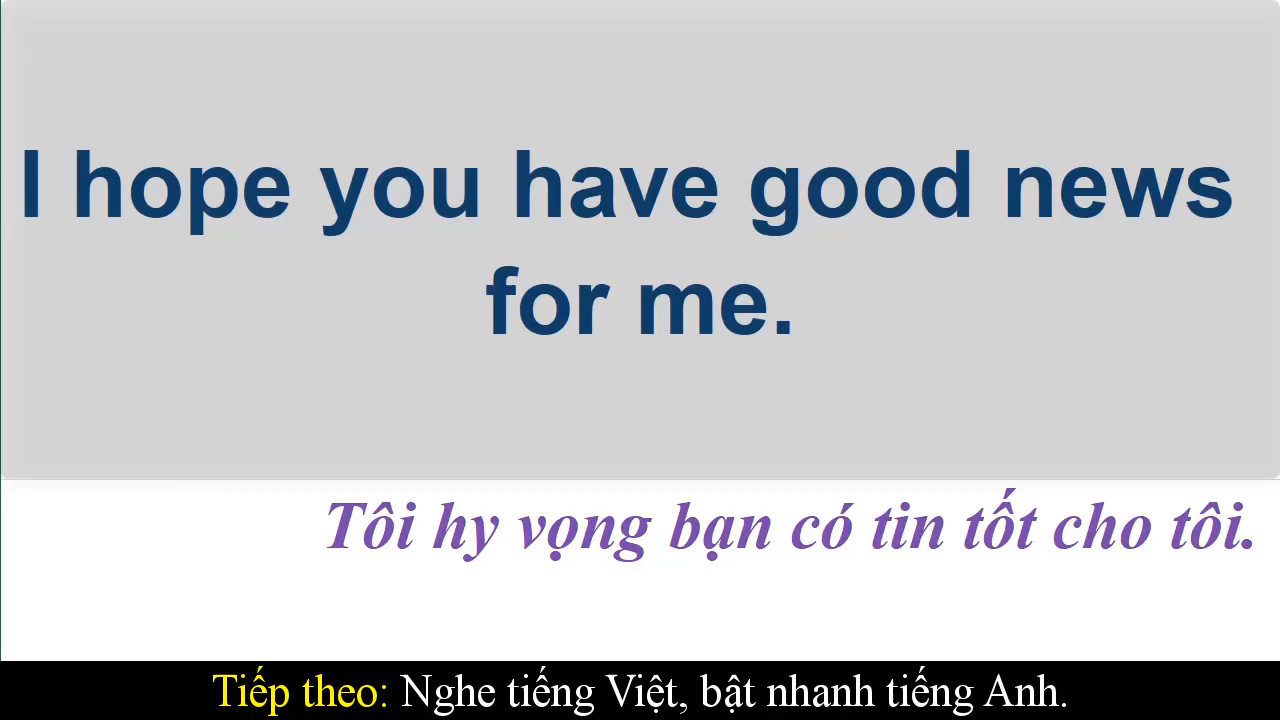 I hope you have good news
for me.
Tôi hy vọng bạn có tin tốt cho tôi.
Tiếp theo: Nghe tiếng Việt, bật nhanh tiếng Anh.